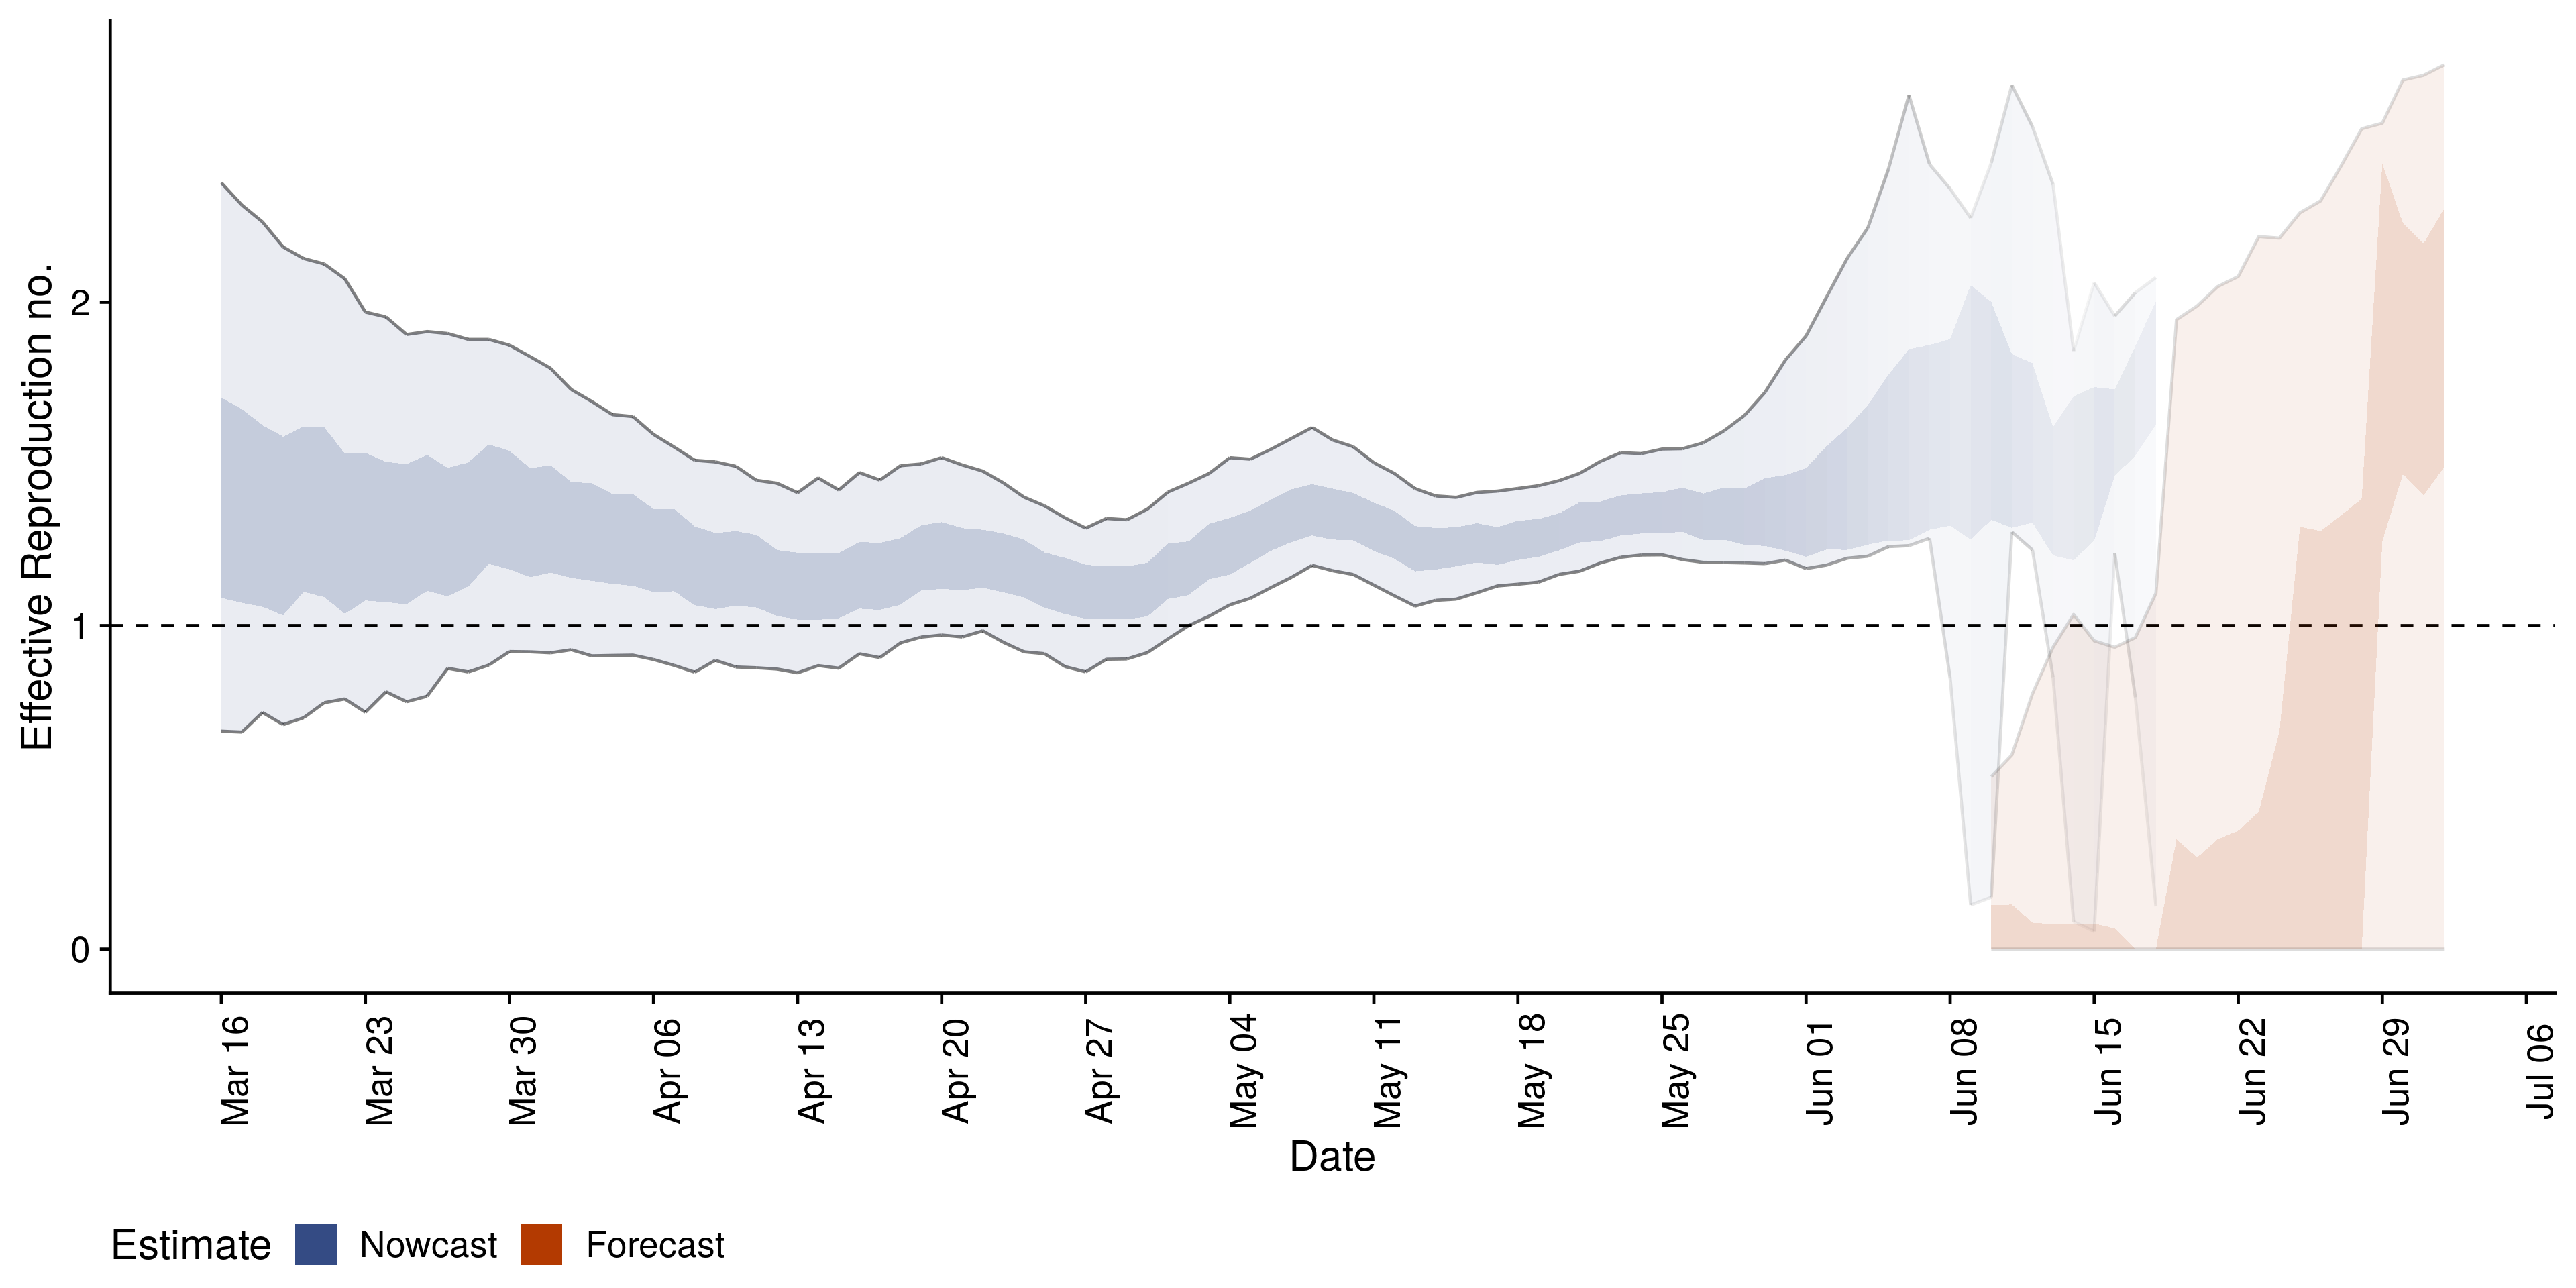 Effective Reproduction no.
2
1
0
Mar 16
Mar 23
Mar 30
Apr 06
Apr 13
Apr 20
Apr 27
May 04
May 11
May 18
May 25
Jun 01
Jun 08
Jun 15
Jun 22
Jun 29
Jul 06
Date
Estimate Nowcast Forecast